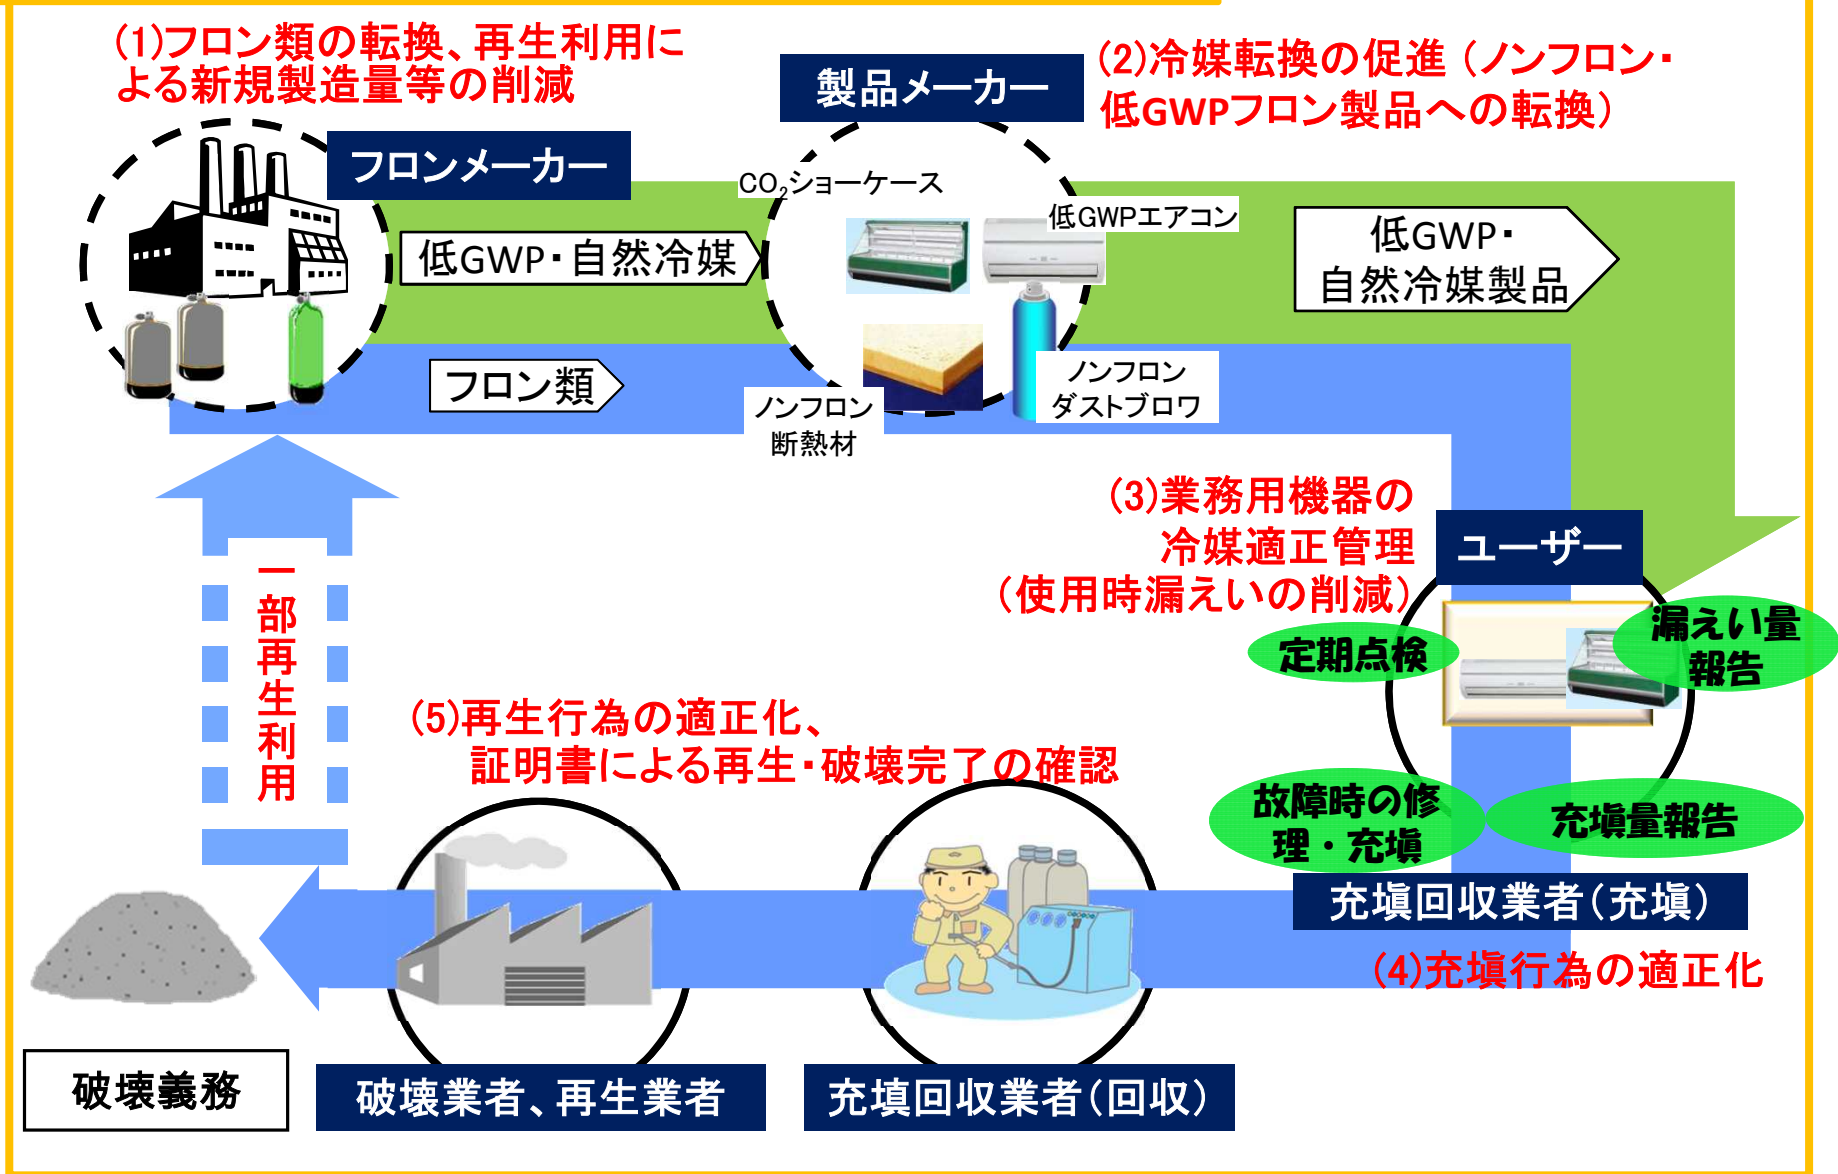 (1)フロン類の転換、再生利用に
よる新規製造量等の削減
製品メーカー
(2)冷媒転換の促進（ノンフロン・
低GWPフロン製品への転換）
フロンメーカー
CO2ショーケース
低GWPエアコン
低GWP・自然冷媒
低GWP・
自然冷媒製品
フロン類
ノンフロン
断熱材
ノンフロン
ダストブロワ
(3)業務用機器の
冷媒適正管理
（使用時漏えいの削減）
ユーザー
定期点検
漏えい量
報告
一部再生利用
(5)再生行為の適正化、
証明書による再生・破壊完了の確認
故障時の修
理・充塡
充塡量報告
充塡回収業者（充塡）
(4)充塡行為の適正化
破壊義務
破壊業者、再生業者
充塡回収業者（回収）